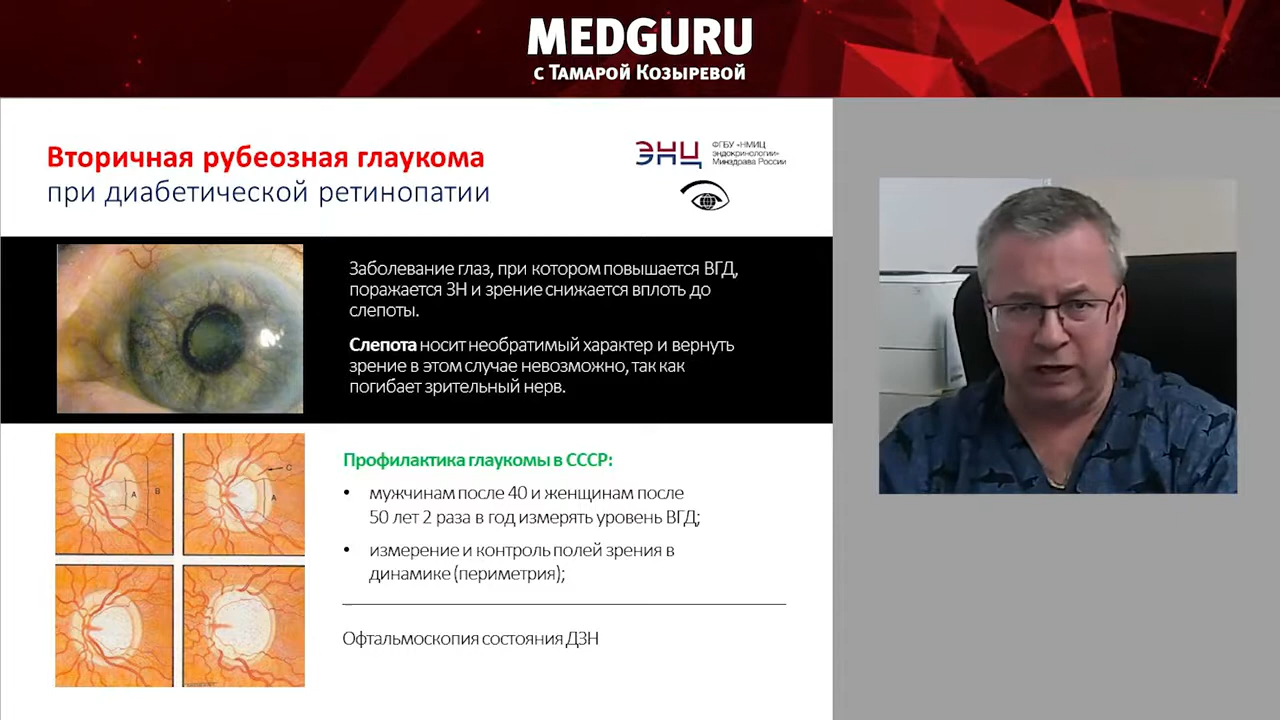 MEDGURU
с Тамарой Козыревой
Вторичная рубеозная глаукома
при диабетической ретинопатии
ЭНЦ
ФГБУ «НМИЦ
эндокринологии»
Минздрава России
Заболевание глаз, при котором повышается ВГД,
поражается ЗН и зрение снижается вплоть до
слепоты.
Слепота носит необратимый характер и вернуть
зрение в этом случае невозможно, так как
погибает зрительный нерв.
A
B
C
A
Профилактика глаукомы в СССР:
• мужчинам после 40 и женщинам после
50 лет 2 раза в год измерять уровень ВГД;
• измерение и контроль полей зрения в
динамике (периметрия);
Офтальмоскопия состояния ДЗН